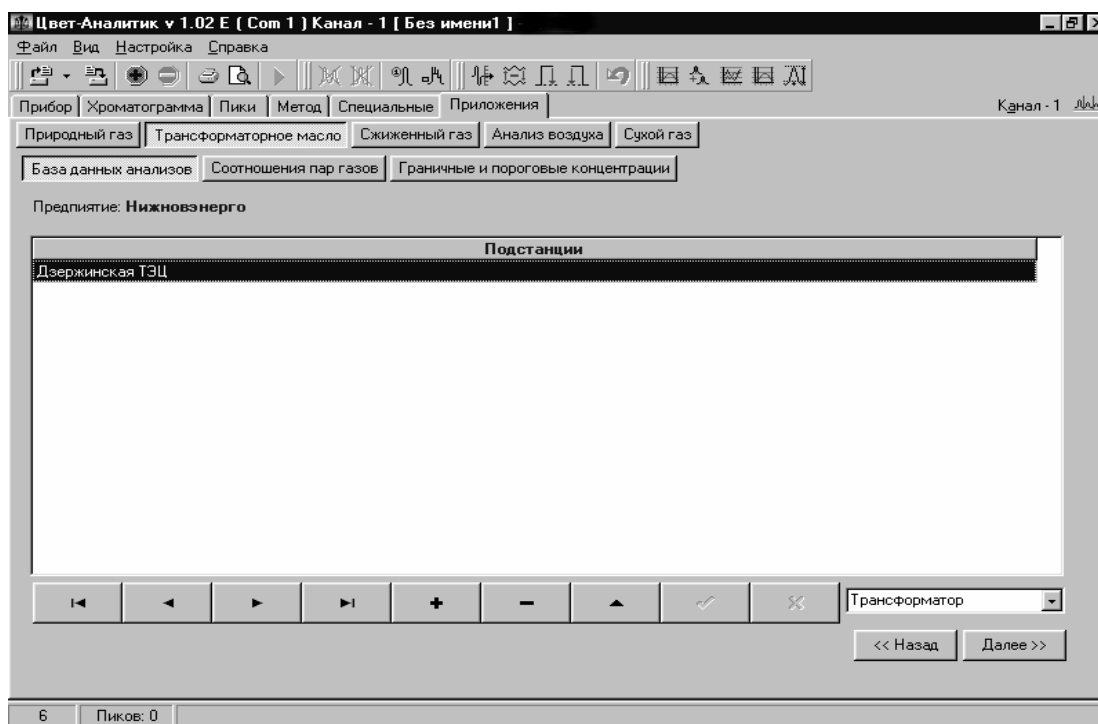 Цвет-Аналитик v 1.02 E ( Com 1 ) Канал - 1 [ Без имени1 ] -
Файл Вид Настройка Справка
Прибор Хроматограмма Пики Метод Специальные Приложения Канал - 1
Природный газ Трансформаторное масло Сжиженный газ Анализ воздуха Сухой газ
База данных анализов Соотношения пар газов Граничные и пороговые концентрации
Предпиятие: Нижновэнерго
Подстанции
Дзержинская ТЭЦ
Трансформатор
<< Назад Далее >>
6 Пиков: 0